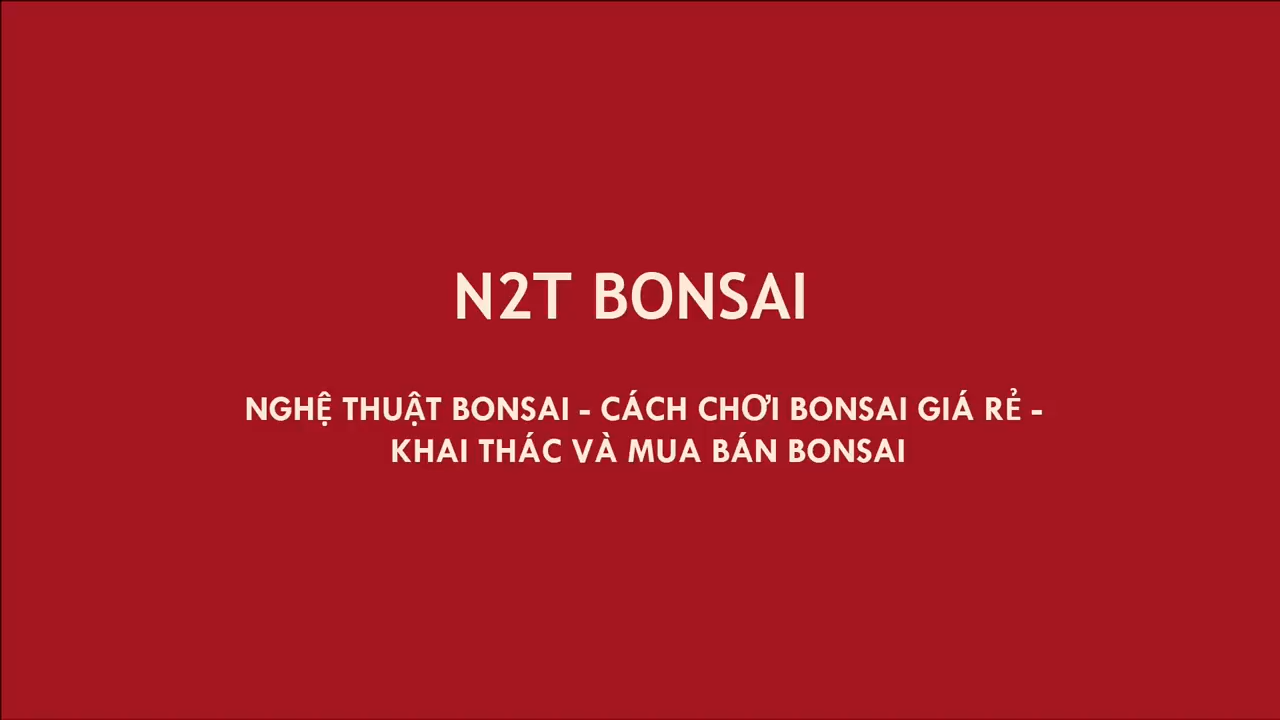 N2T BONSAI
NGHỆ THUẬT BONSAI - CÁCH CHƠI BONSAI GIÁ RẺ -
KHAI THÁC VÀ MUA BÁN BONSAI